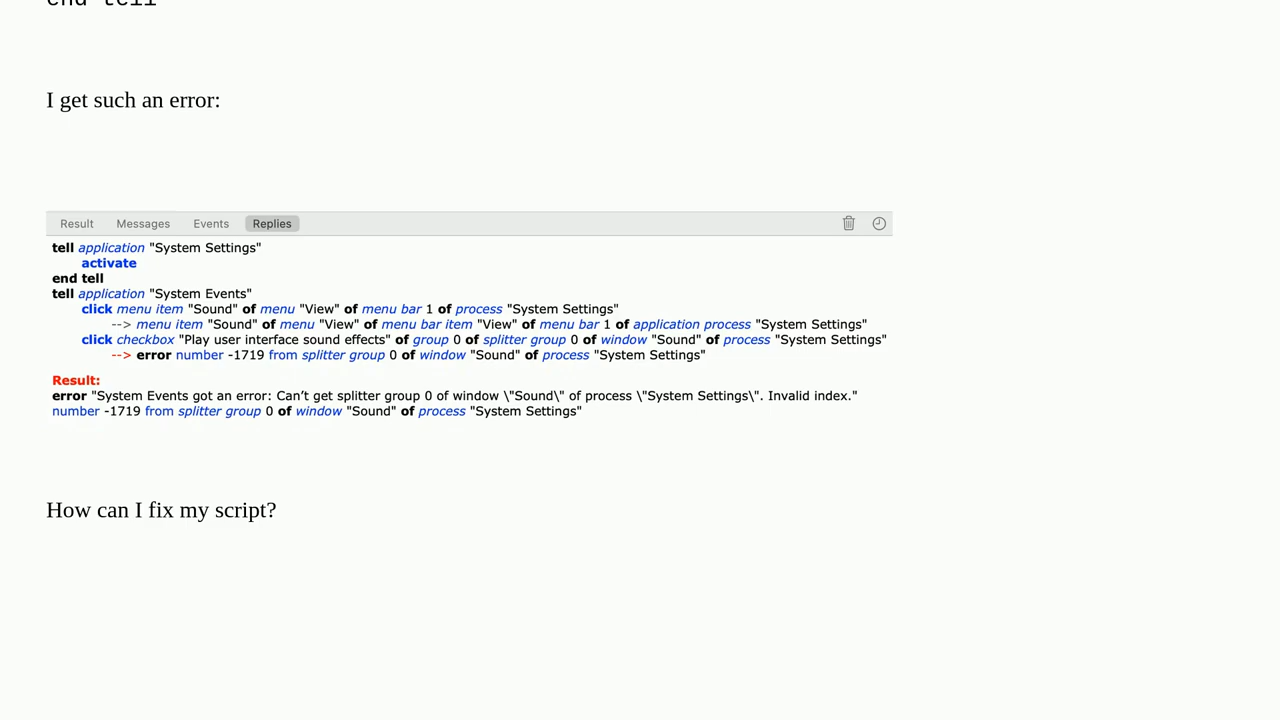 end tell
I get such an error:
Result Messages Events Replies
tell application "System Settings"
activate
end tell
tell application "System Events"
click menu item "Sound" of menu "View" of menu bar 1 of process "System Settings"
--> menu item "Sound" of menu "View" of menu bar item "View" of menu bar 1 of application process "System Settings"
click checkbox "Play user interface sound effects" of group 0 of splitter group 0 of window "Sound" of process "System Settings"
--> error number -1719 from splitter group 0 of window "Sound" of process "System Settings"
Result:
error "System Events got an error: Can’t get splitter group 0 of window \"Sound\" of process \"System Settings\". Invalid index."
number -1719 from splitter group 0 of window "Sound" of process "System Settings"
How can I fix my script?